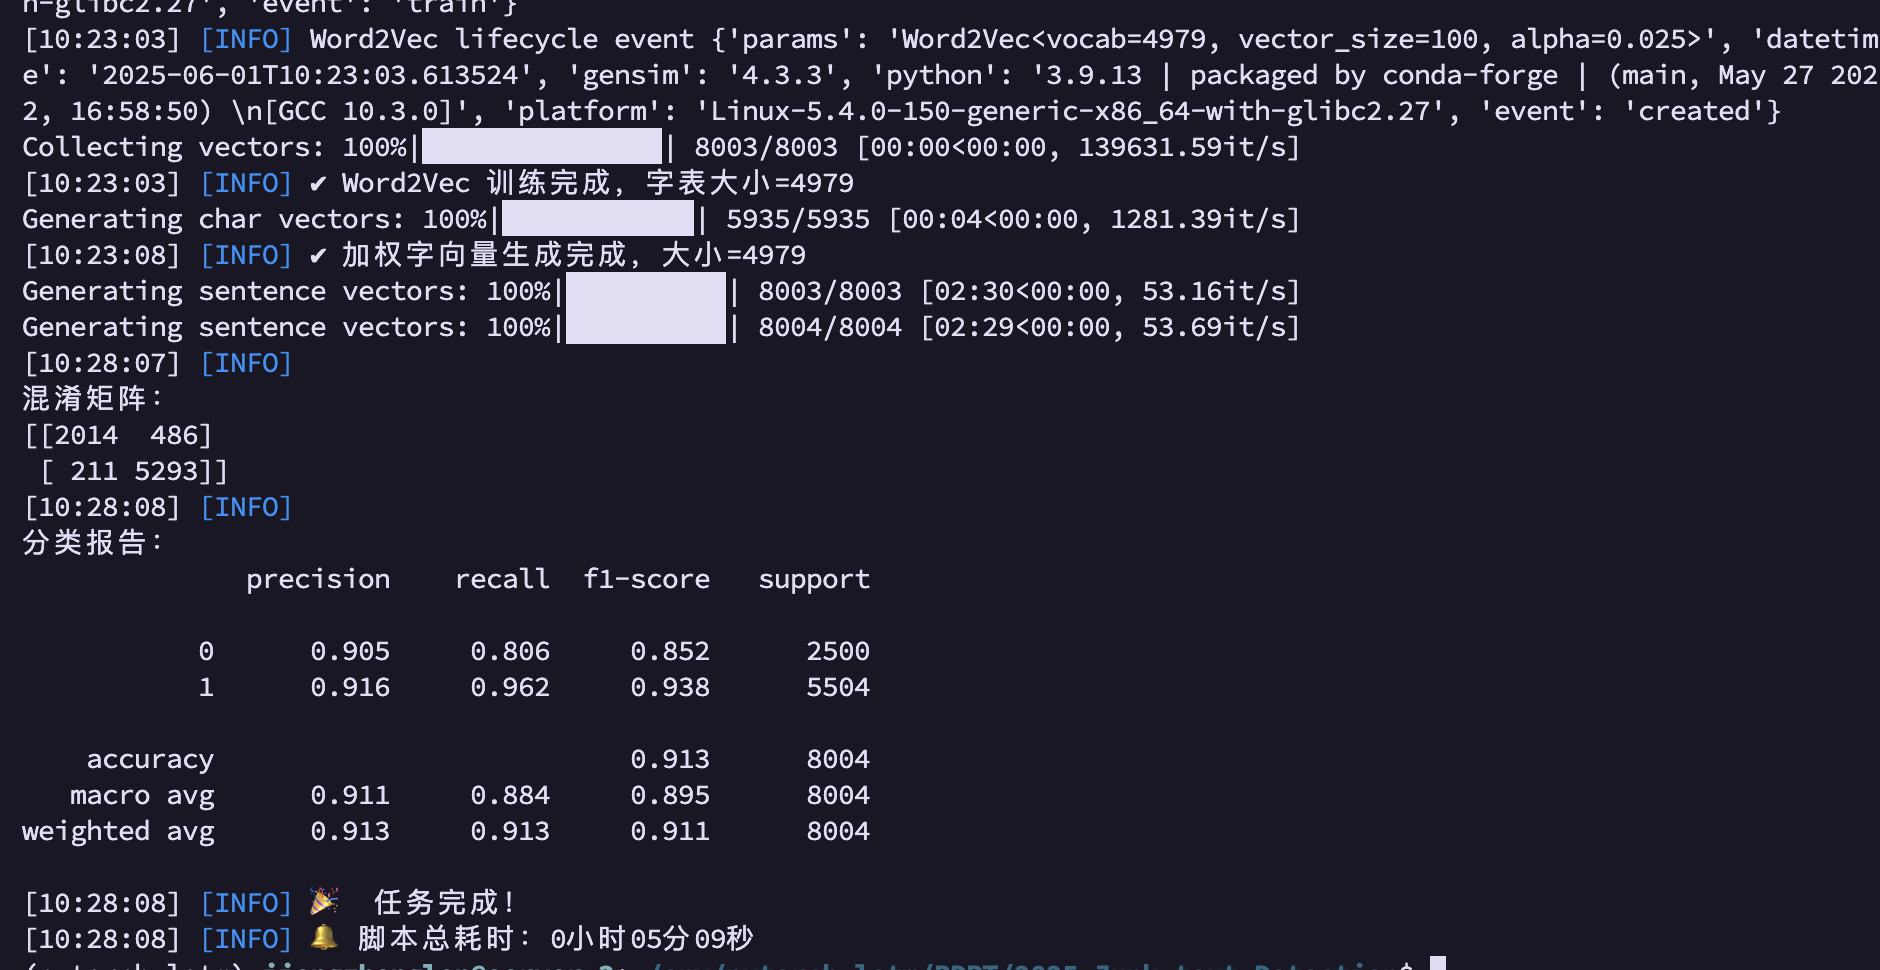 n-glibc2.27', 'event': 'train'}
[10:23:03] [INFO] Word2Vec lifecycle event {'params': 'Word2Vec<vocab=4979, vector_size=100, alpha=0.025>', 'datetim
e': '2025-06-01T10:23:03.613524', 'gensim': '4.3.3', 'python': '3.9.13 | packaged by conda-forge | (main, May 27 202
2, 16:58:50) \n[GCC 10.3.0]', 'platform': 'Linux-5.4.0-150-generic-x86_64-with-glibc2.27', 'event': 'created'}
Collecting vectors: 100%|███████████████| 8003/8003 [00:00<00:00, 139631.59it/s]
[10:23:03] [INFO] ✔ Word2Vec 训练完成, 字表大小=4979
Generating char vectors: 100%|████████████| 5935/5935 [00:04<00:00, 1281.39it/s]
[10:23:08] [INFO] ✔ 加权字向量生成完成, 大小=4979
Generating sentence vectors: 100%|██████████| 8003/8003 [02:30<00:00, 53.16it/s]
Generating sentence vectors: 100%|██████████| 8004/8004 [02:29<00:00, 53.69it/s]
[10:28:07] [INFO]
混淆矩阵:
[[2014  486]
 [ 211 5293]]
[10:28:08] [INFO]
分类报告:
              precision    recall  f1-score   support
           0      0.905     0.806     0.852      2500
           1      0.916     0.962     0.938      5504
    accuracy                          0.913      8004
   macro avg      0.911     0.884     0.895      8004
weighted avg      0.913     0.913     0.911      8004
[10:28:08] [INFO] 🎉 任务完成!
[10:28:08] [INFO] 🔔 脚本总耗时: 0小时05分09秒